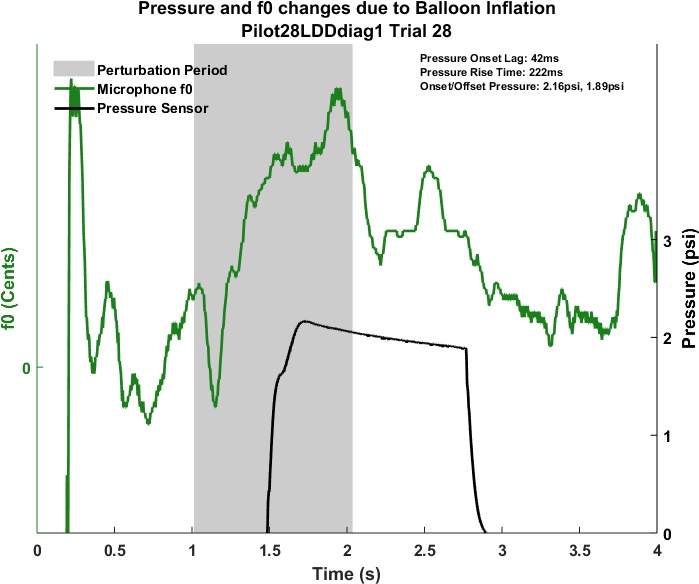 Pressure and f0 changes due to Balloon Inflation
Pilot28LDDdiag1 Trial 28
Perturbation Period
Microphone f0
Pressure Sensor
Pressure Onset Lag: 42ms
Pressure Rise Time: 222ms
Onset/Offset Pressure: 2.16psi, 1.89psi
f0 (Cents)
0
3
2
1
0
Pressure (psi)
0 0.5 1 1.5 2 2.5 3 3.5 4
Time (s)